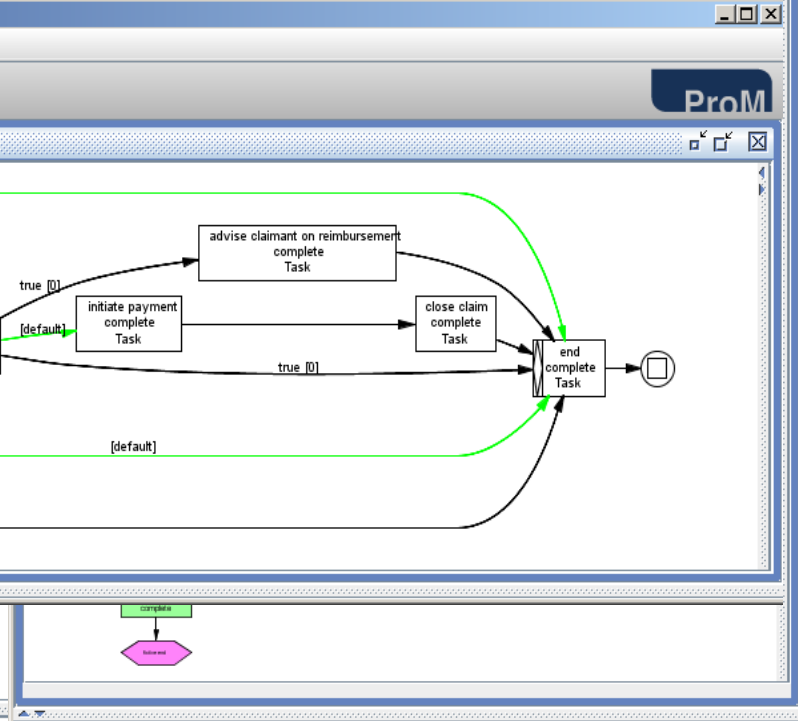 ProM
advise claimant on reimbursement
complete
Task
true [0]
initiate payment
complete
Task
[default]
close claim
complete
Task
end
complete
Task
true [0]
[default]
complete